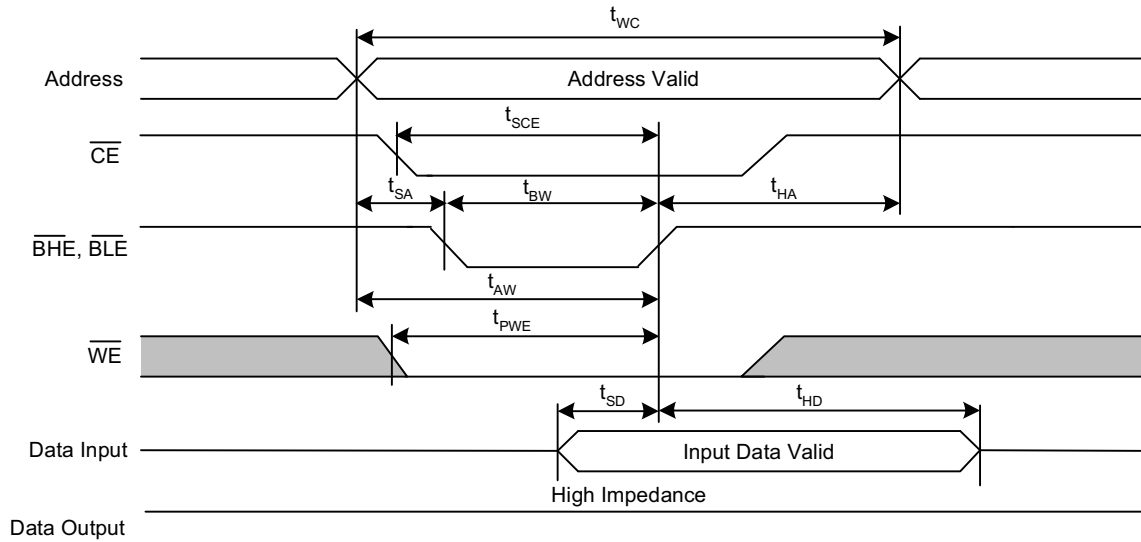 tWC
Address
Address Valid
tSCE
CE
tSA
tBW
tHA
BHE, BLE
tAW
tPWE
WE
tSD
tHD
Data Input
Input Data Valid
High Impedance
Data Output